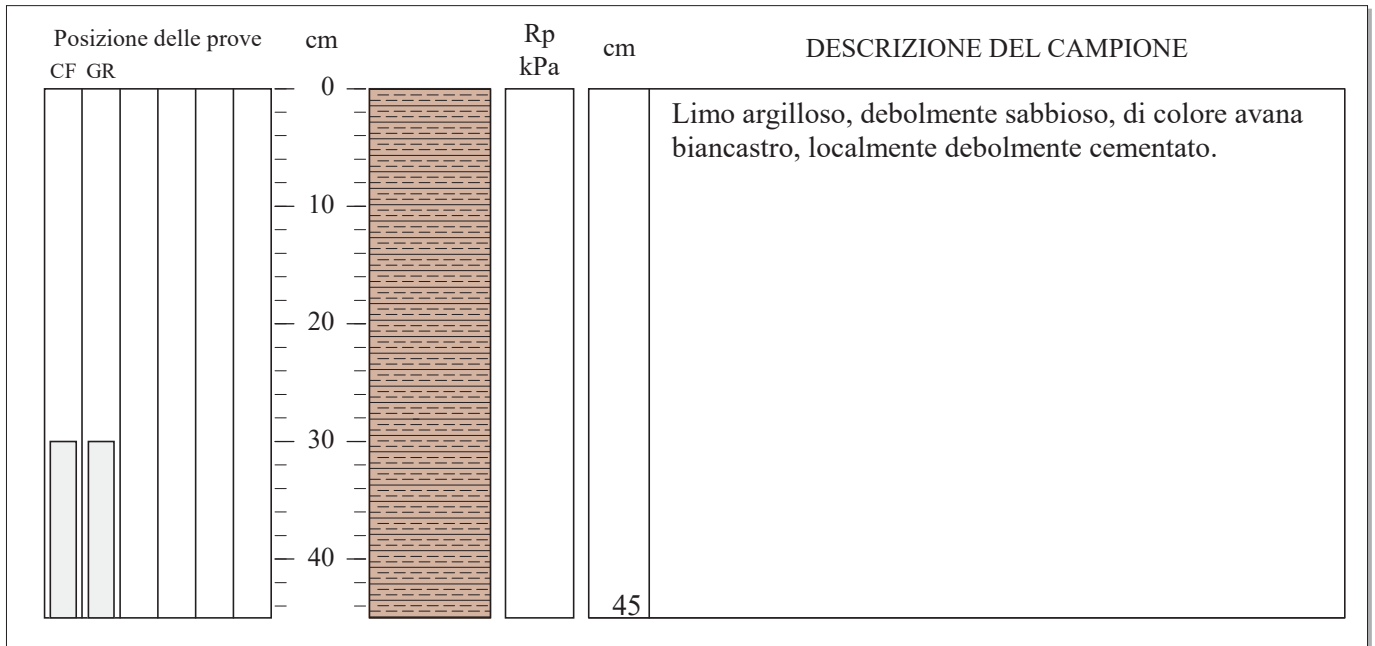 Posizione delle prove
CF GR
cm
Rp
kPa
cm
DESCRIZIONE DEL CAMPIONE
0
10
20
30
40
45
Limo argilloso, debolmente sabbioso, di colore avana
biancastro, localmente debolmente cementato.